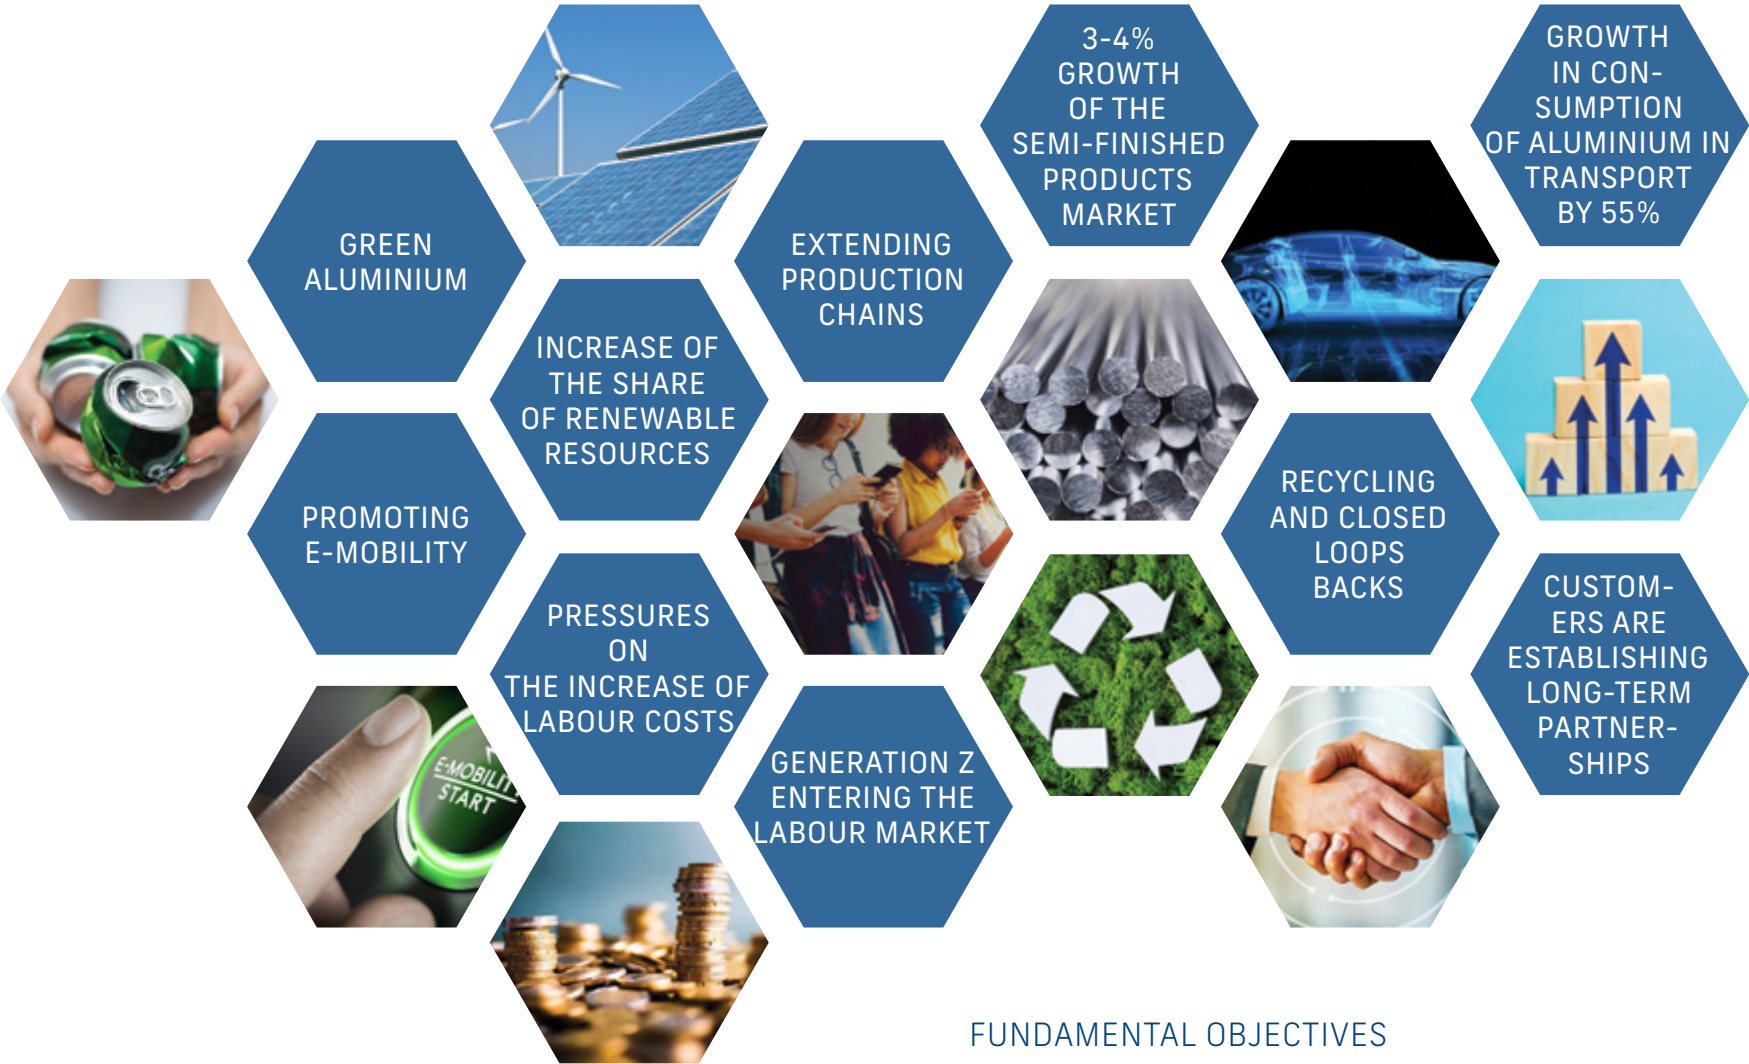 3-4%
GROWTH
OF THE
SEMI-FINISHED
PRODUCTS
MARKET
GROWTH
IN CON-
SUMPTION
OF ALUMINIUM IN
TRANSPORT
BY 55%
GREEN
ALUMINIUM
EXTENDING
PRODUCTION
CHAINS
INCREASE OF
THE SHARE
OF RENEWABLE
RESOURCES
PROMOTING
E-MOBILITY
RECYCLING
AND CLOSED
LOOPS
BACKS
PRESSURES
ON
THE INCREASE OF
LABOUR COSTS
CUSTOM-
ERS ARE
ESTABLISHING
LONG-TERM
PARTNER-
SHIPS
E-MOBILITY
START
GENERATION Z
ENTERING THE
LABOUR MARKET
FUNDAMENTAL OBJECTIVES